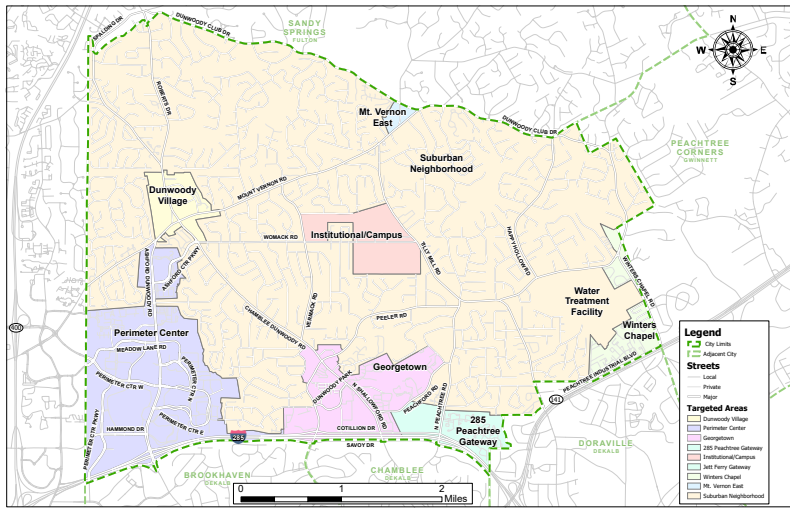 SPALDING DR
DUNWOODY CLUB DR
SANDY
SPRINGS
FULTON
N
W
E
S
ROBERTS DR
Mt. Vernon
East
DUNWOODY CLUB DR
PEACHTREE
CORNERS
GWINNETT
Suburban
Neighborhood
Dunwoody
Village
MOUNT VERNON RD
WOMACK RD
Institutional/Campus
TILLY MILL RD
HAPPY HOLLOW RD
ASHFORD DUNWOODY RD
ASHFORD CTR PKWY
WINTERS CHAPEL RD
Water
Treatment
Facility
VERMACK RD
CHAMBLEE DUNWOODY RD
PEELER RD
400
Perimeter Center
MEADOW LANE RD
Winters
Chapel
PERIMETER CTR W
PERIMETER CTR N
Georgetown
DUNWOODY PARK
N SHALLOWFORD RD
PEACHFORD RD
N PEACHTREE RD
PEACHTREE INDUSTRIAL BLVD
141
PERIMETER CTR E
PERIMETER CTR PKWY
HAMMOND DR
285
COTILLION DR
SAVOY DR
285
Peachtree
Gateway
DORAVILLE
DEKALB
BROOKHAVEN
DEKALB
CHAMBLEE
DEKALB
0 1 2
Miles
Legend
City Limits
Adjacent City
Streets
Local
Private
Major
Targeted Areas
Dunwoody Village
Perimeter Center
Georgetown
285 Peachtree Gateway
Institutional/Campus
Jett Ferry Gateway
Winters Chapel
Mt. Vernon East
Suburban Neighborhood